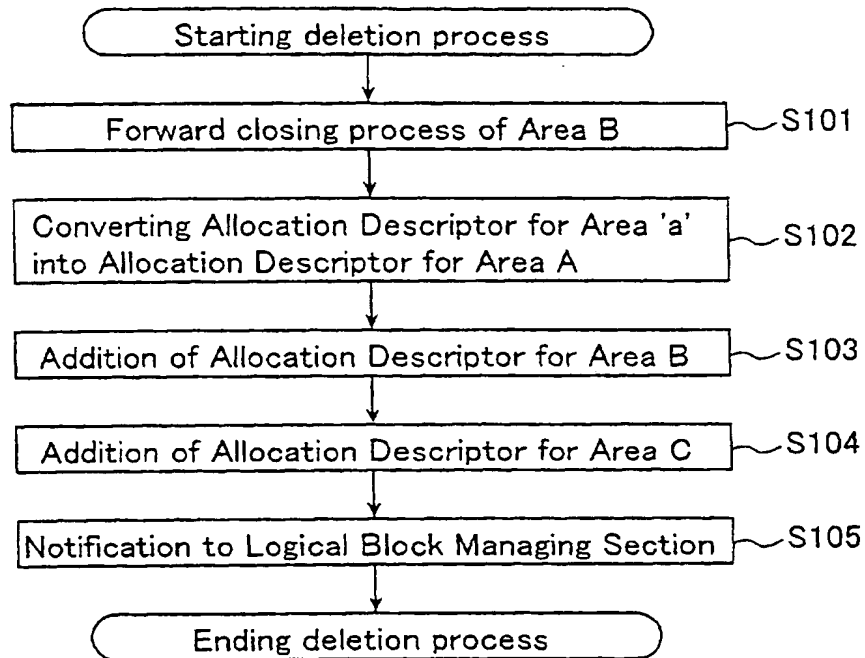 Starting deletion process
Forward closing process of Area B
S101
Converting Allocation Descriptor for Area 'a'
into Allocation Descriptor for Area A
S102
Addition of Allocation Descriptor for Area B
S103
Addition of Allocation Descriptor for Area C
S104
Notification to Logical Block Managing Section
S105
Ending deletion process